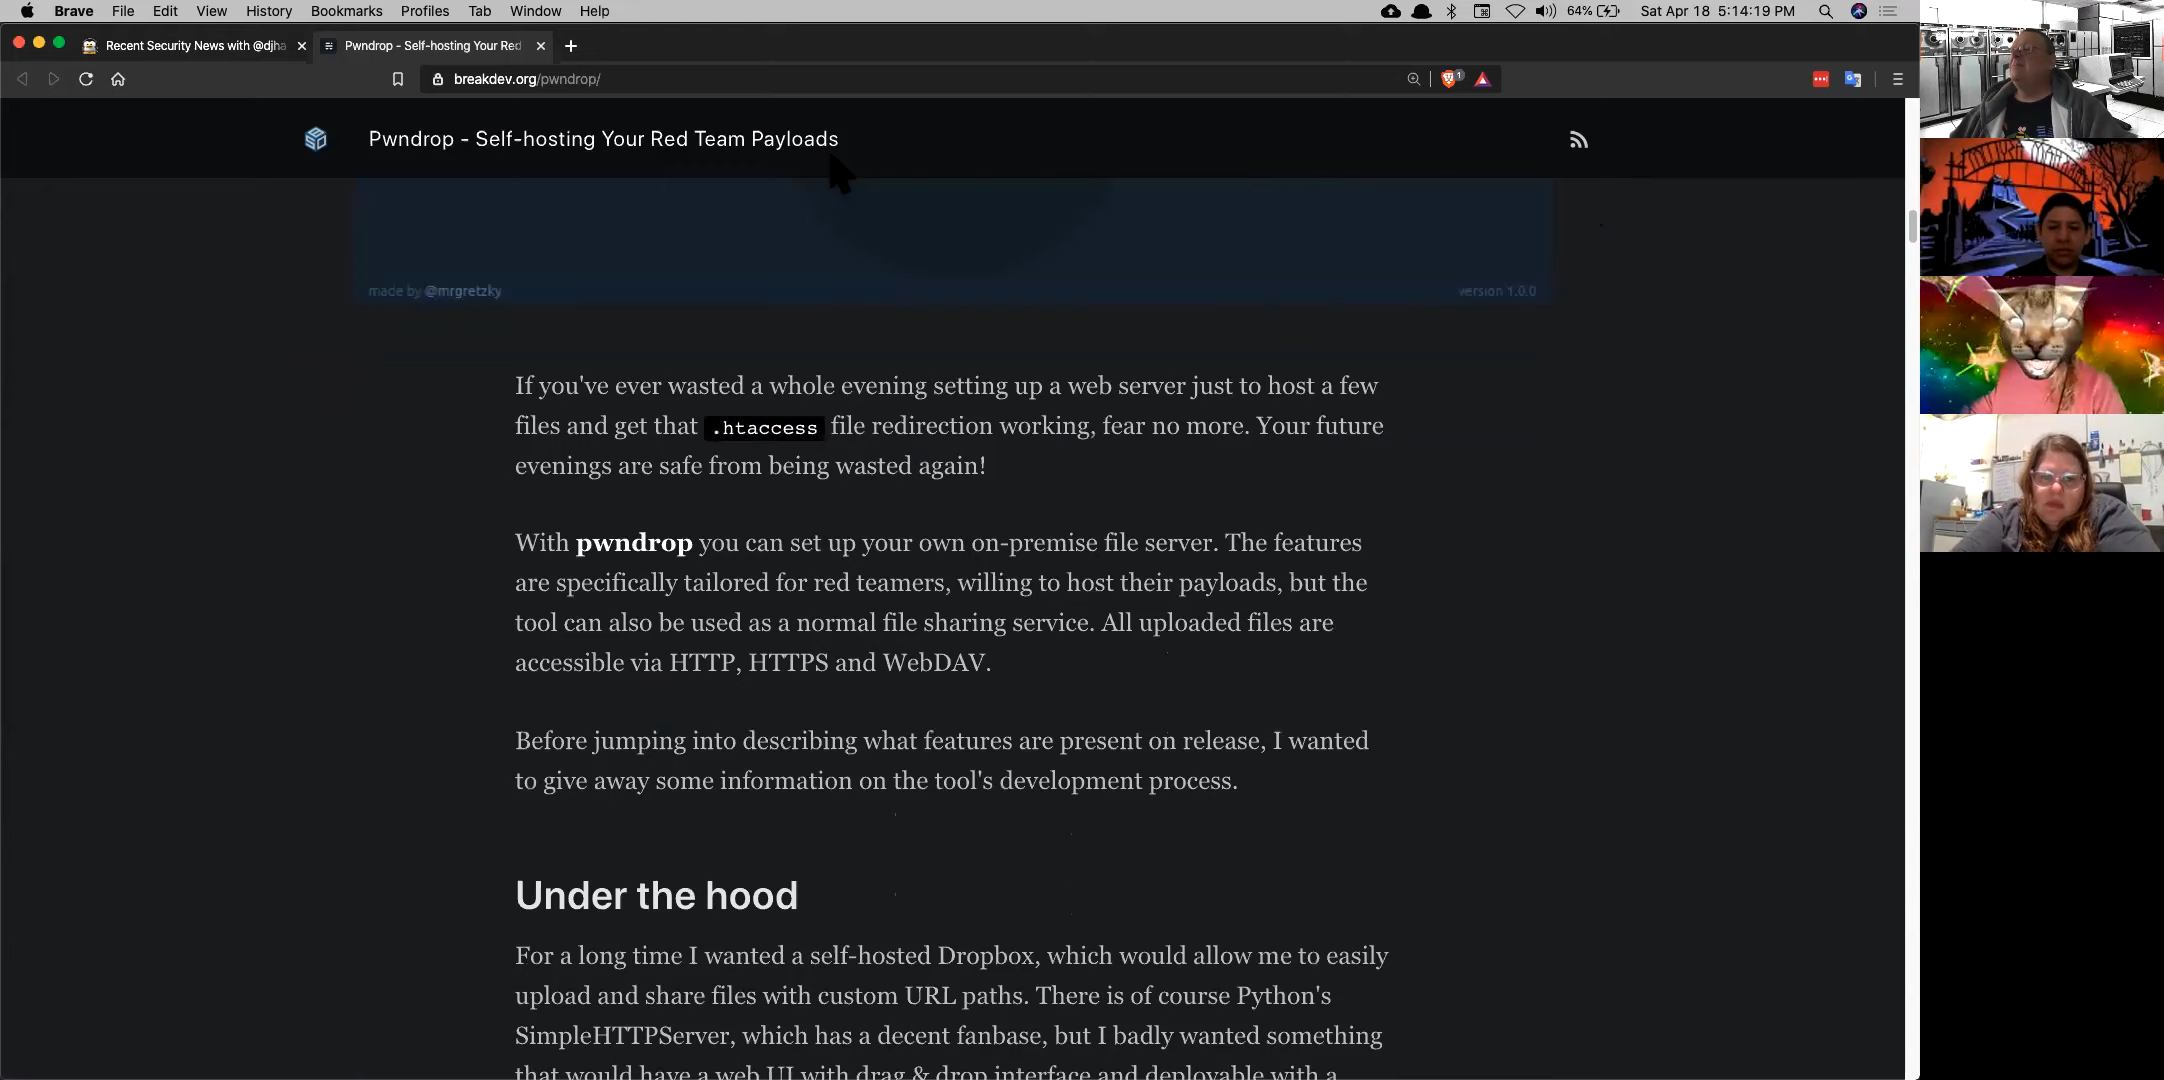 Brave File Edit View History Bookmarks Profiles Tab Window Help 64% Sat Apr 18 5:14:19 PM
Recent Security News with @djha Pwndrop - Self-hosting Your Red
breakdev.org/pwndrop/
Pwndrop - Self-hosting Your Red Team Payloads
made by @mrgretzky version 1.0.0
If you've ever wasted a whole evening setting up a web server just to host a few
files and get that .htaccess file redirection working, fear no more. Your future
evenings are safe from being wasted again!
With pwndrop you can set up your own on-premise file server. The features
are specifically tailored for red teamers, willing to host their payloads, but the
tool can also be used as a normal file sharing service. All uploaded files are
accessible via HTTP, HTTPS and WebDAV.
Before jumping into describing what features are present on release, I wanted
to give away some information on the tool's development process.
Under the hood
For a long time I wanted a self-hosted Dropbox, which would allow me to easily
upload and share files with custom URL paths. There is of course Python's
SimpleHTTPServer, which has a decent fanbase, but I badly wanted something
that would have a web UI with drag & drop interface and deployable with a